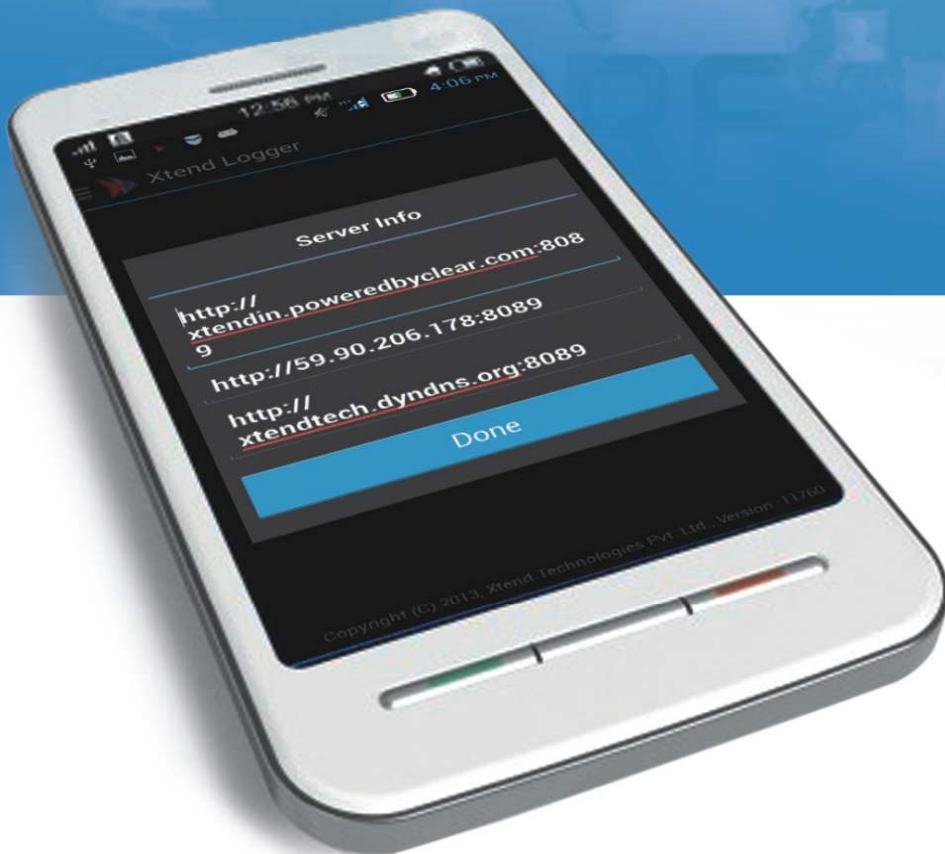 12:56 PM
4:06 PM
Xtend Logger
Server Info
http://
xtendin.poweredbyclear.com:808
9
http://59.90.206.178:8089
http://
xtendtech.dyndns.org:8089
Done
Copyright (C) 2013, Xtend Technologies Pvt. Ltd., Version: 11760